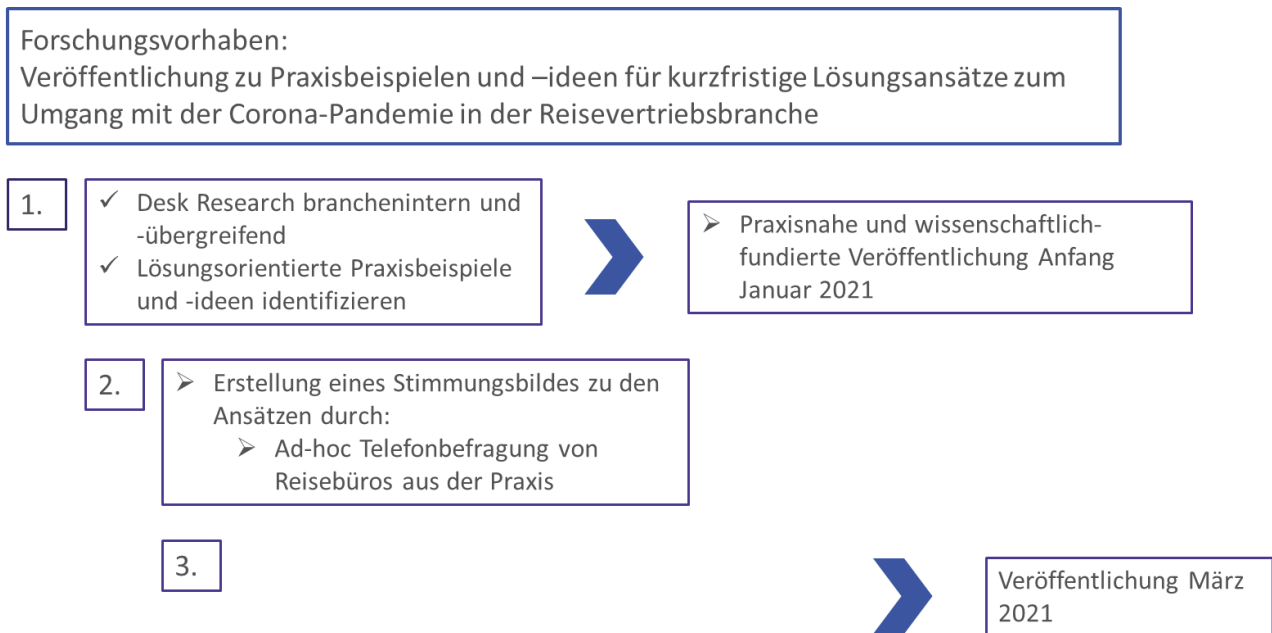 Forschungsvorhaben:
Veröffentlichung zu Praxisbeispielen und –ideen für kurzfristige Lösungsansätze zum
Umgang mit der Corona-Pandemie in der Reisevertriebsbranche
1.
✓ Desk Research branchenintern und
-übergreifend
✓ Lösungsorientierte Praxisbeispiele
und -ideen identifizieren
➢ Praxisnahe und wissenschaftlich-
fundierte Veröffentlichung Anfang
Januar 2021
2.
➢ Erstellung eines Stimmungsbildes zu den
Ansätzen durch:
➢ Ad-hoc Telefonbefragung von
Reisebüros aus der Praxis
3.
Veröffentlichung März
2021